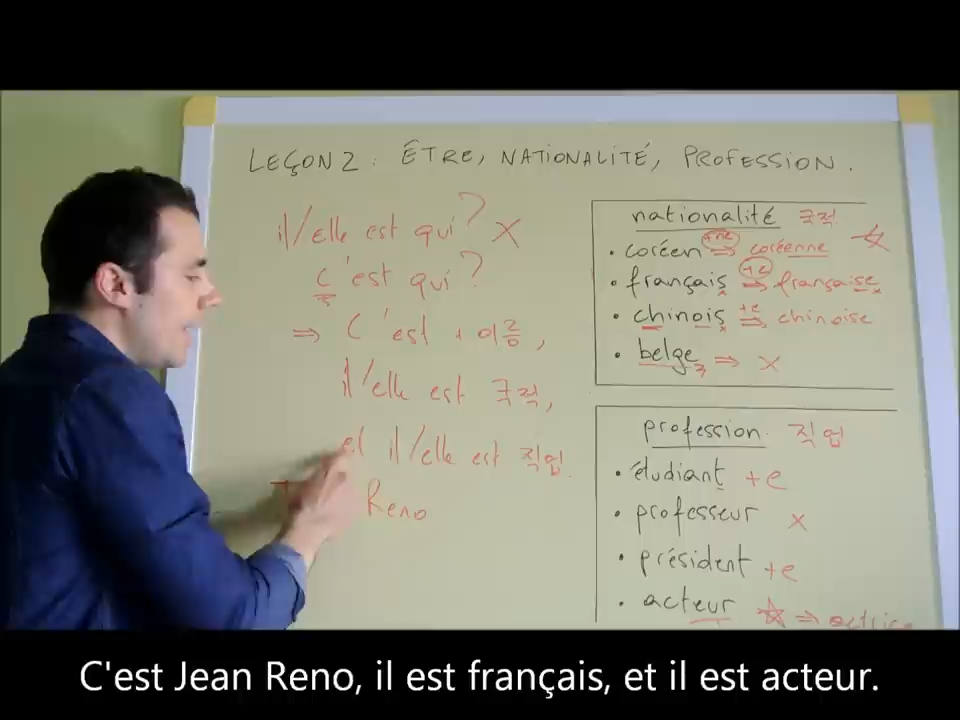 LEÇON 2 : ÊTRE, NATIONALITÉ, PROFESSION.
il/elle est qui? X
c'est qui?
⇒ C'est + 이름,
il/elle est 국적,
et il/elle est 직업.
Reno
nationalité 국적
• coréen +ne ⇒ coréenne
• français +e ⇒ française
• chinois +e ⇒ chinoise
• belge ⇒ X
profession 직업
• étudiant +e
• professeur X
• président +e
• acteur ☆ ⇒ actrice
C'est Jean Reno, il est français, et il est acteur.